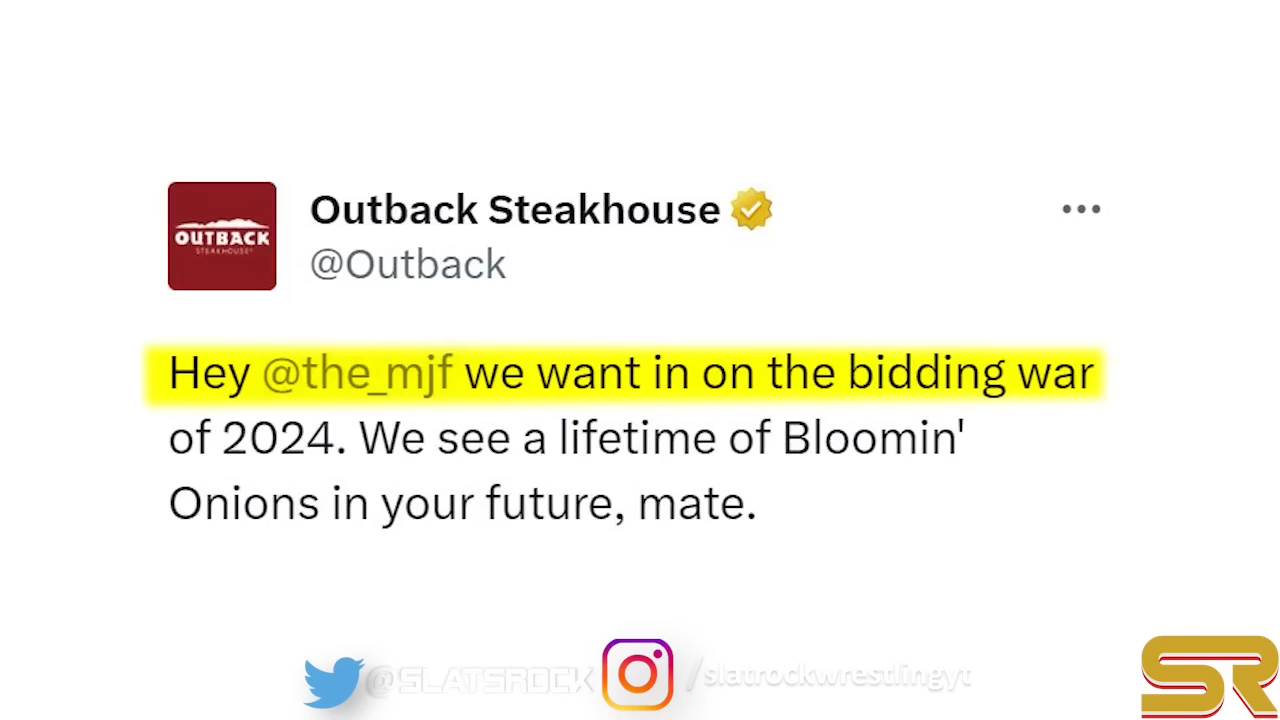 OUTBACK
STEAKHOUSE
Outback Steakhouse
@Outback
Hey @the_mjf we want in on the bidding war
of 2024. We see a lifetime of Bloomin'
Onions in your future, mate.
@SLATSROCK
/slatrockwrestlingyt
SR